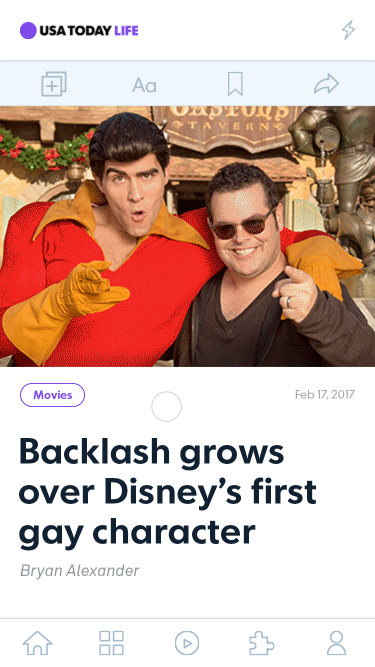 USA TODAY LIFE
Aa
GASTON'S
TAVERN
Movies
Feb 17, 2017
Backlash grows
over Disney’s first
gay character
Bryan Alexander